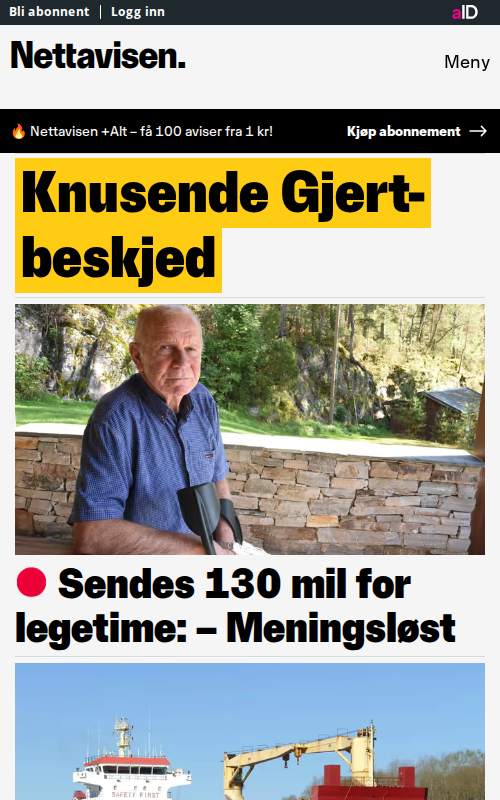 Bli abonnent | Logg inn
aID
Nettavisen.
Meny
🔥 Nettavisen +Alt – få 100 aviser fra 1 kr!
Kjøp abonnement →
Knusende Gjert-
beskjed
Sendes 130 mil for
legetime: – Meningsløst
SAFETY FIRST